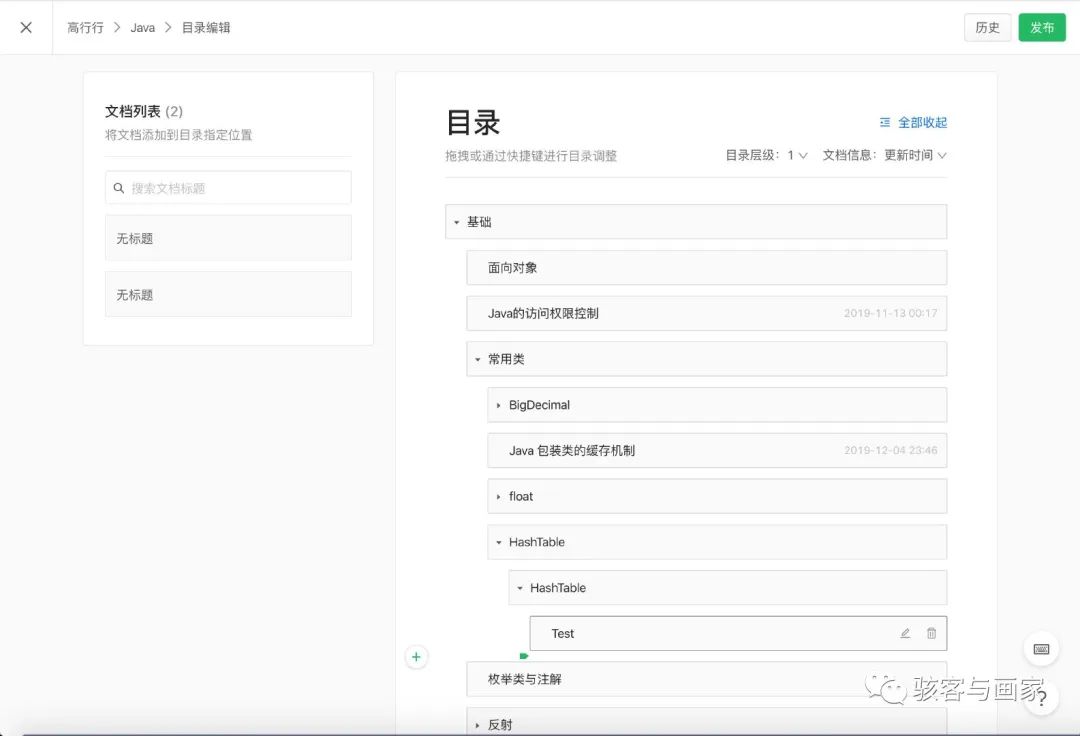 高行行 Java 目录编辑
历史 发布
文档列表 (2)
将文档添加到目录指定位置
搜索文档标题
无标题
无标题
目录
全部收起
拖拽或通过快捷键进行目录调整
目录层级: 1 文档信息: 更新时间
基础
面向对象
Java的访问权限控制 2019-11-13 00:17
常用类
BigDecimal
Java 包装类的缓存机制 2019-12-04 23:46
float
HashTable
HashTable
Test
枚举类与注解
骇客与画家
?
反射